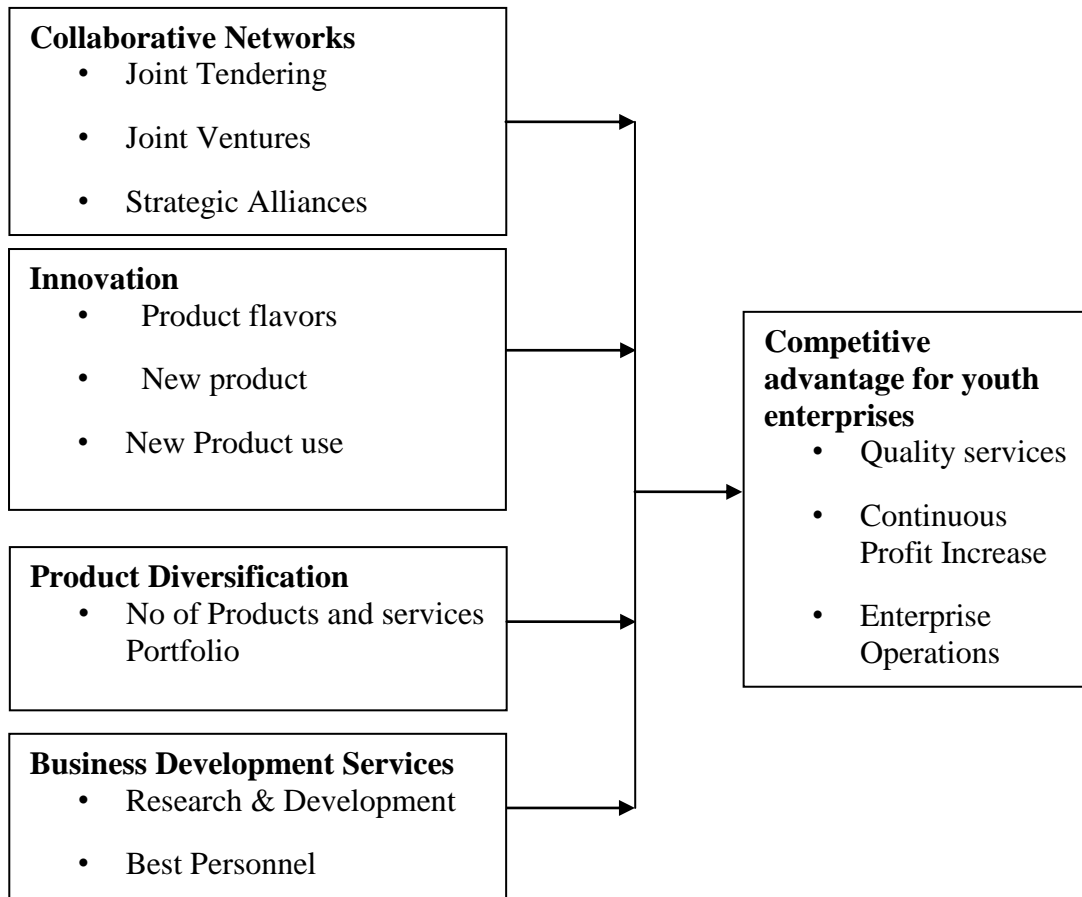 Collaborative Networks
• Joint Tendering
• Joint Ventures
• Strategic Alliances
Innovation
• Product flavors
• New product
• New Product use
Product Diversification
• No of Products and services
Portfolio
Business Development Services
• Research & Development
• Best Personnel
Competitive
advantage for youth
enterprises
• Quality services
• Continuous
Profit Increase
• Enterprise
Operations